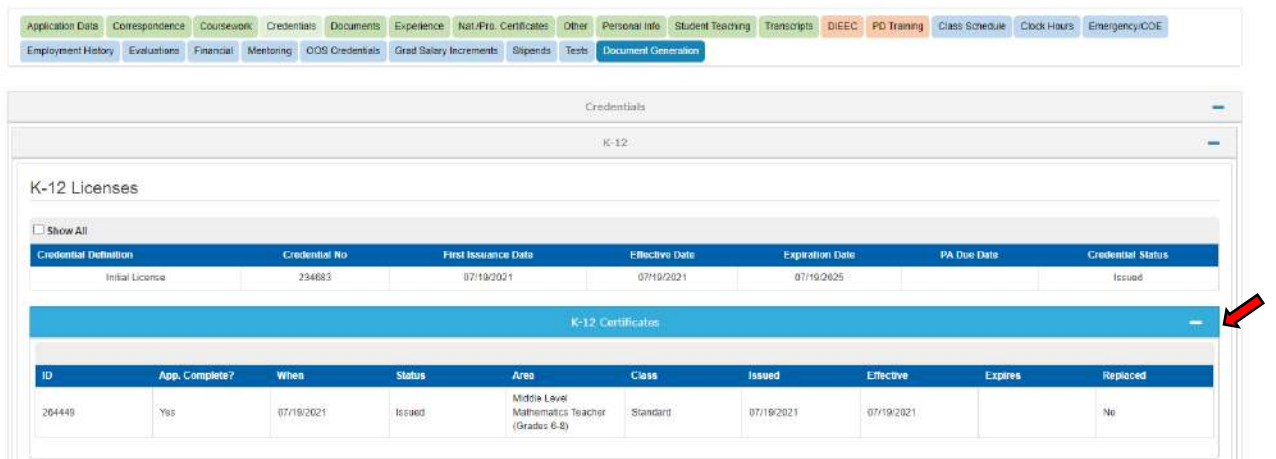 Application Data Correspondence Coursework Credentials Documents Experience Nat./Pro. Certificates Other Personal Info Student Teaching Transcripts DIEEC PD Training Class Schedule Clock Hours Emergency/COE
Employment History Evaluations Financial Mentoring OOS Credentials Grad Salary Increments Stipends Tests Document Generation
Credentials
K-12
K-12 Licenses
Show All
Credential Definition Credential No First Issuance Date Effective Date Expiration Date PA Due Date Credential Status
Initial License 234683 07/19/2021 07/19/2021 07/19/2025 Issued
K-12 Certificates
ID App. Complete? When Status Area Class Issued Effective Expires Replaced
264449 Yes 07/19/2021 Issued Middle Level Mathematics Teacher (Grades 6-8) Standard 07/19/2021 07/19/2021 No